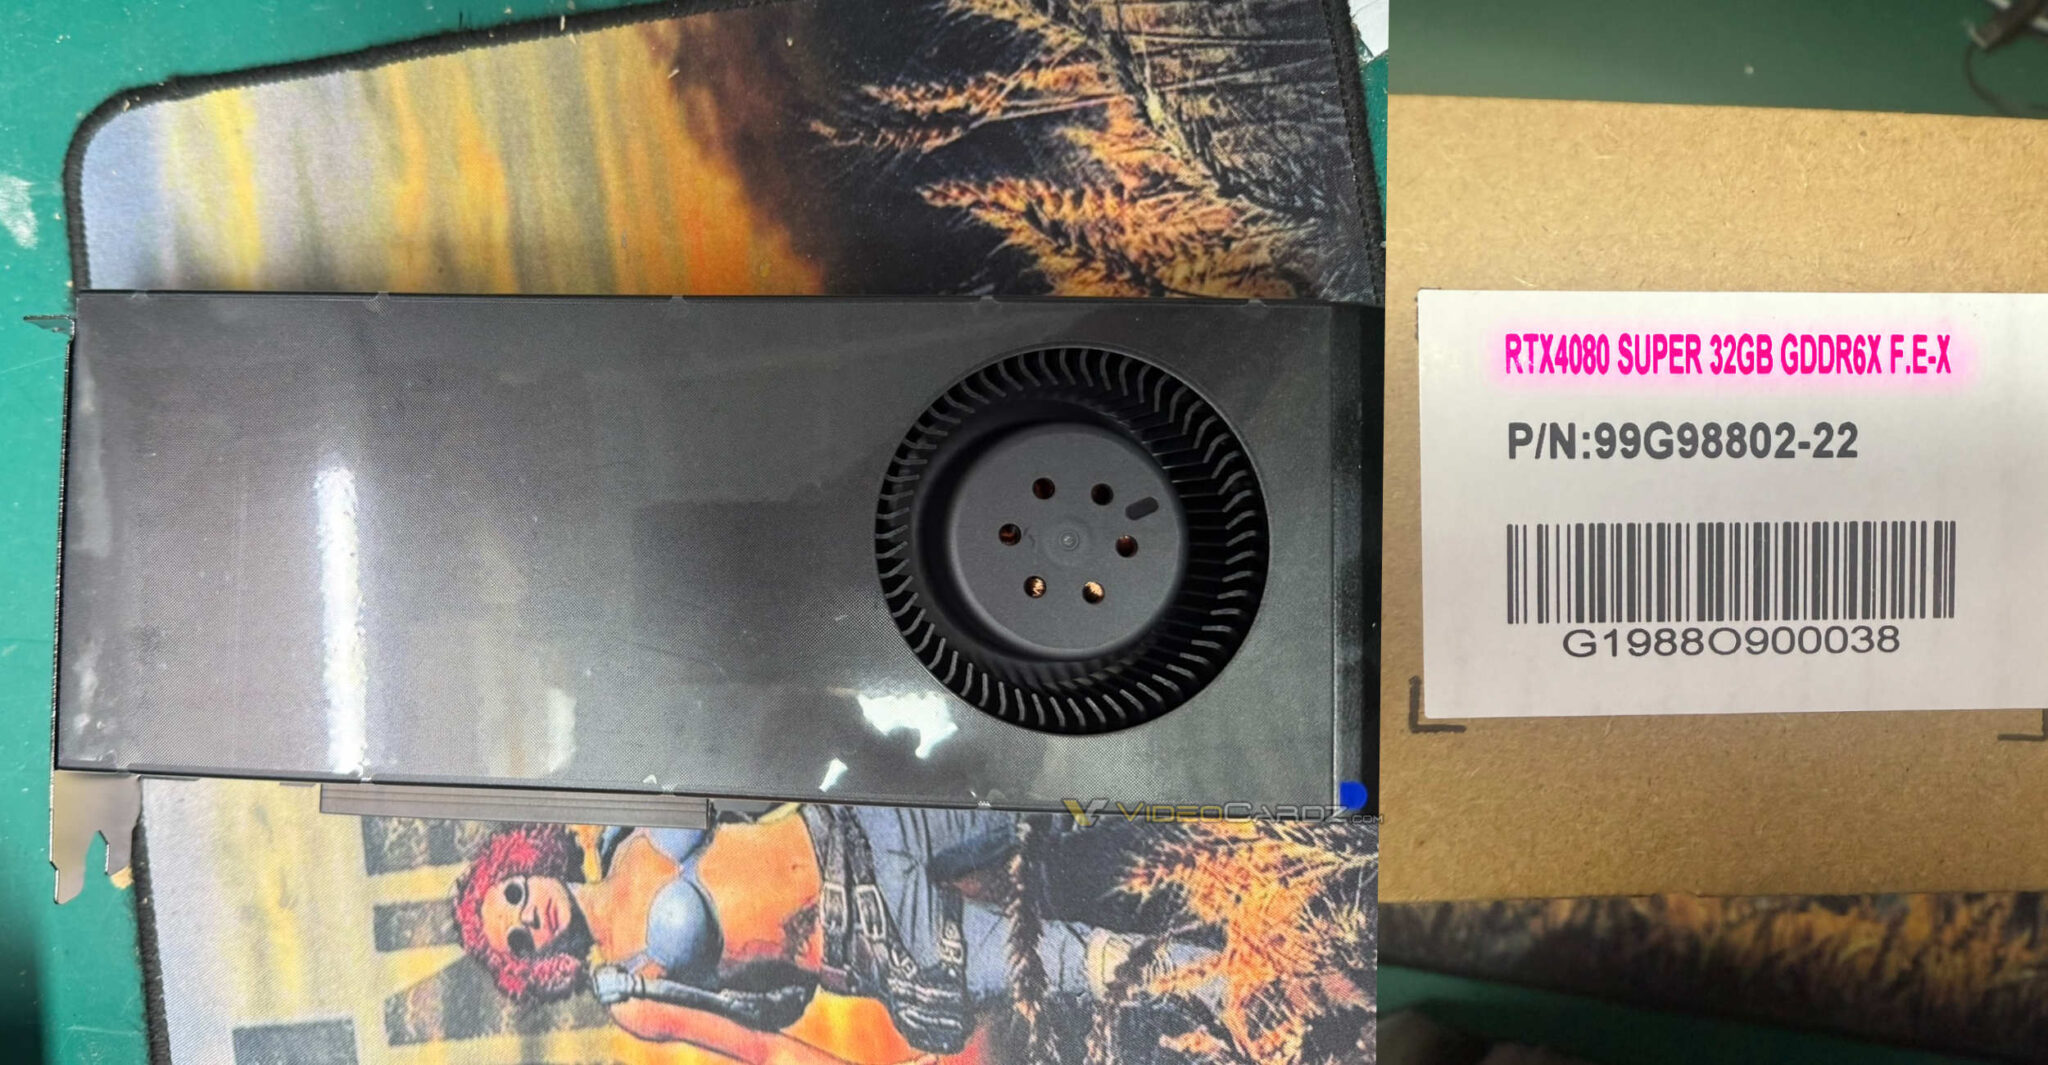 VIDEOCARDZ.COM
RTX4080 SUPER 32GB GDDR6X F.E-X
P/N:99G98802-22
G1988O900038